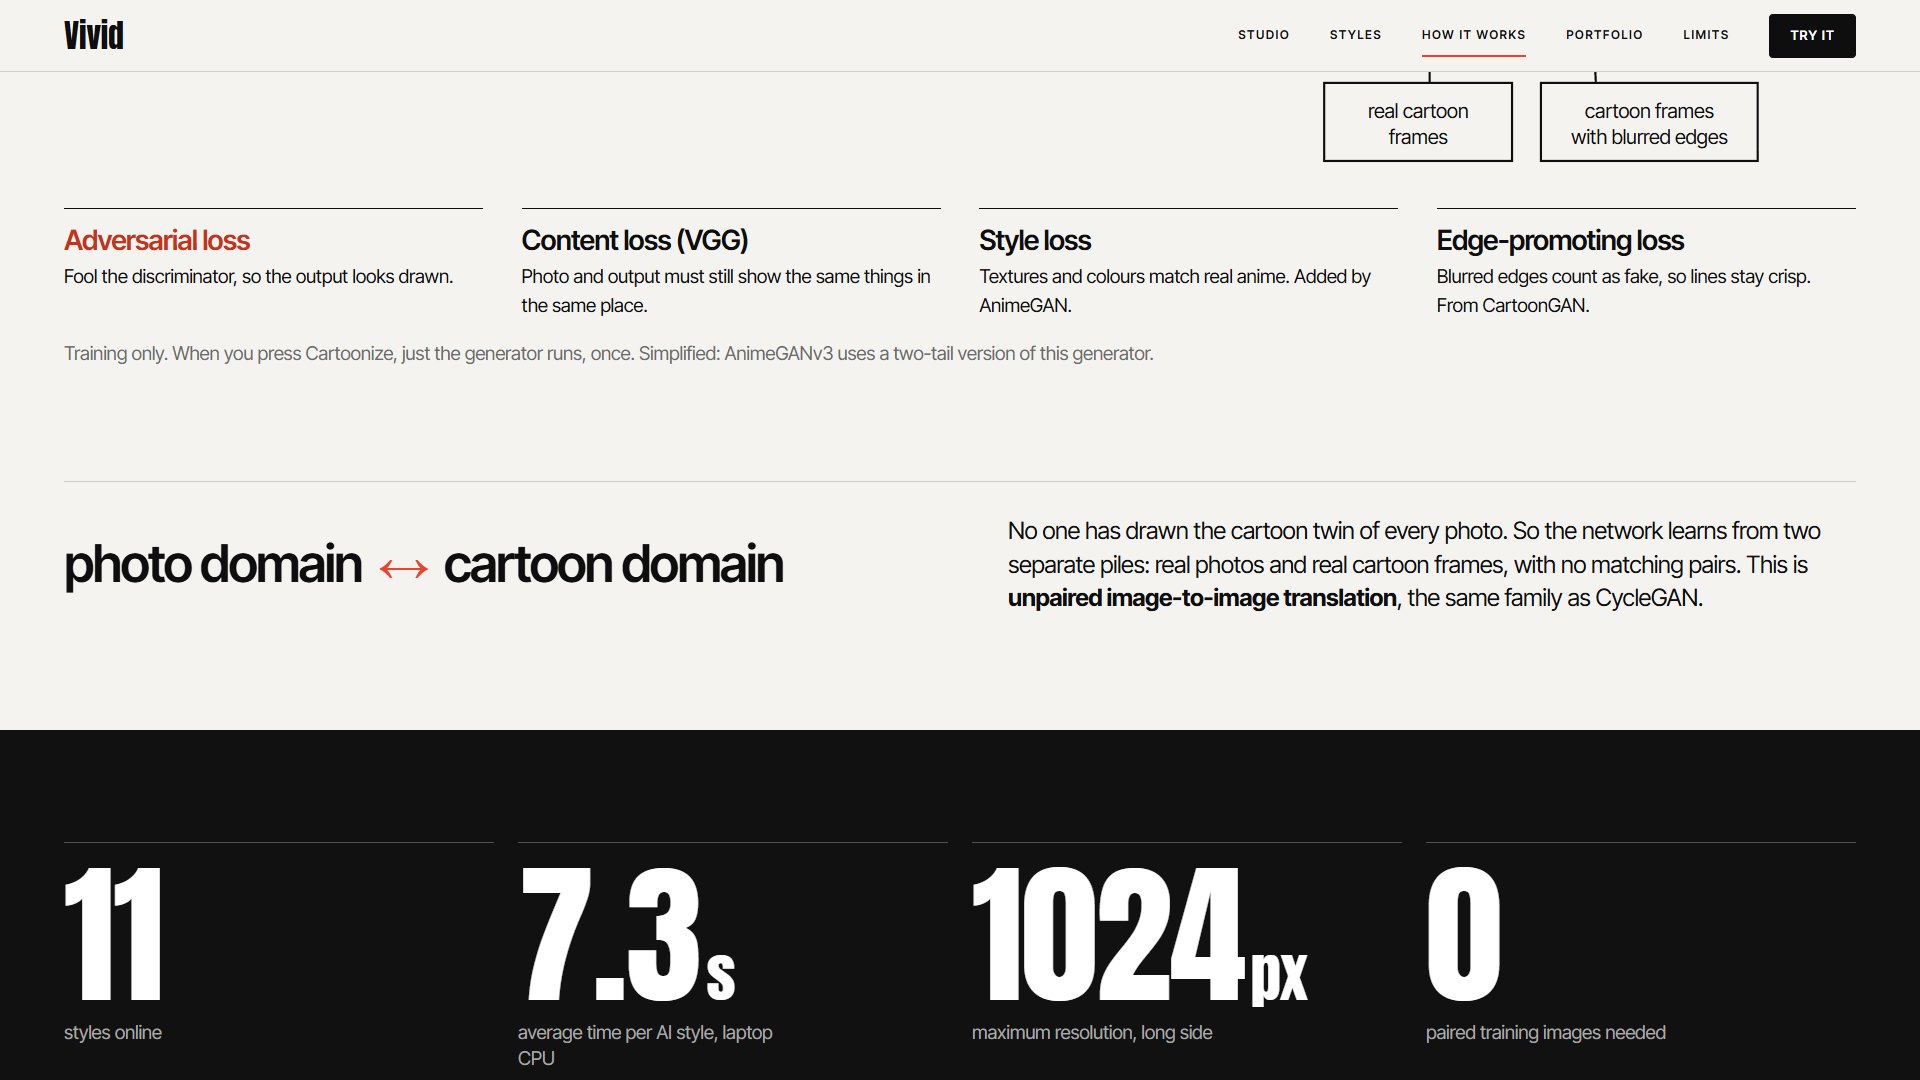 Vivid
STUDIO
STYLES
HOW IT WORKS
PORTFOLIO
LIMITS
TRY IT
real cartoon
frames
cartoon frames
with blurred edges
Adversarial loss
Fool the discriminator, so the output looks drawn.
Content loss (VGG)
Photo and output must still show the same things in
the same place.
Style loss
Textures and colours match real anime. Added by
AnimeGAN.
Edge-promoting loss
Blurred edges count as fake, so lines stay crisp.
From CartoonGAN.
Training only. When you press Cartoonize, just the generator runs, once. Simplified: AnimeGANv3 uses a two-tail version of this generator.
photo domain ↔ cartoon domain
No one has drawn the cartoon twin of every photo. So the network learns from two
separate piles: real photos and real cartoon frames, with no matching pairs. This is
unpaired image-to-image translation, the same family as CycleGAN.
11
styles online
7.3s
average time per AI style, laptop
CPU
1024px
maximum resolution, long side
0
paired training images needed